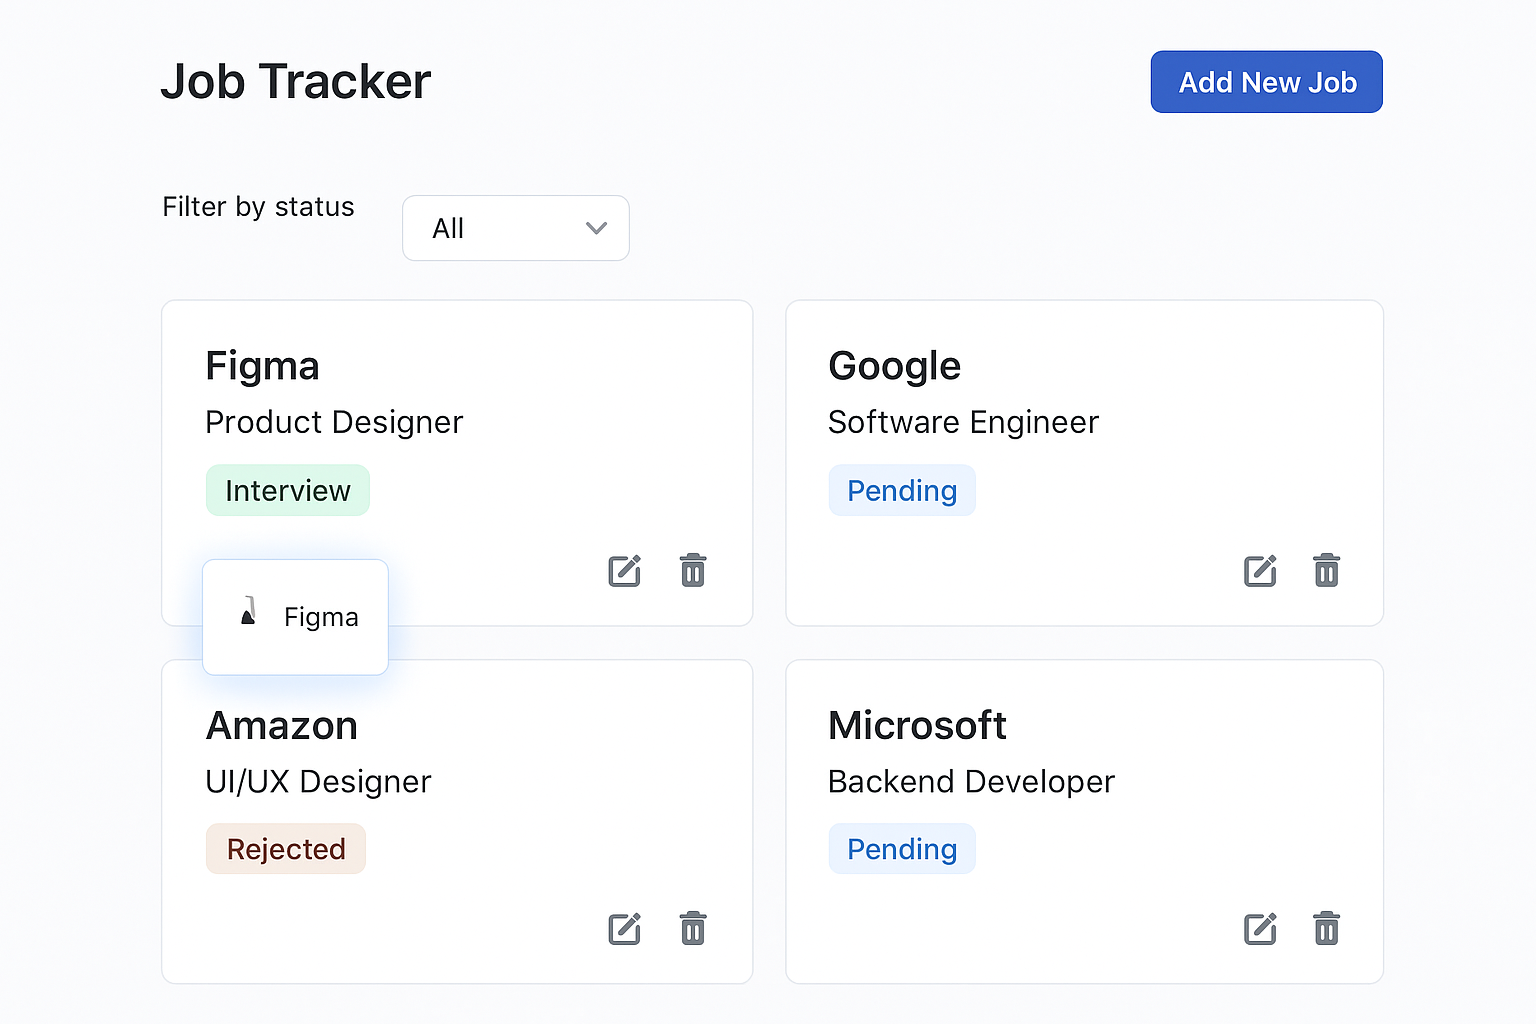 Job Tracker
Add New Job
Filter by status
All
Figma
Product Designer
Interview
Google
Software Engineer
Pending
Figma
Amazon
UI/UX Designer
Rejected
Microsoft
Backend Developer
Pending